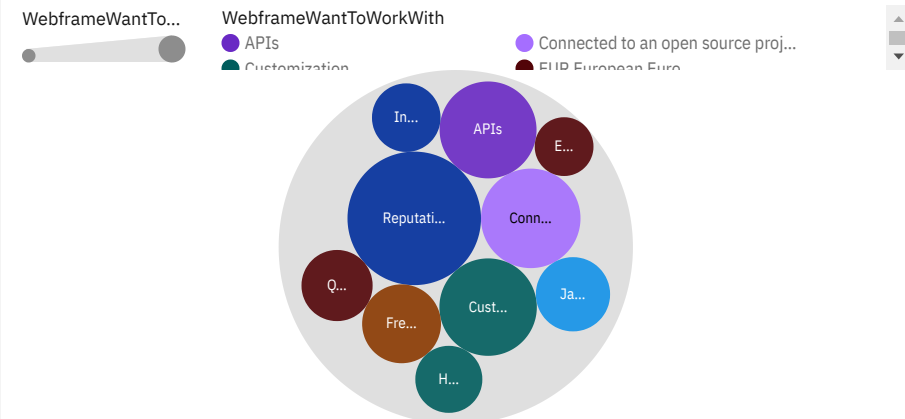 WebframeWantTo...
WebframeWantToWorkWith
APIs
Connected to an open source proj...
Customization
EUR European Euro
In...
APIs
E...
Reputati...
Conn...
Q...
Ja...
Fre...
Cust...
H...